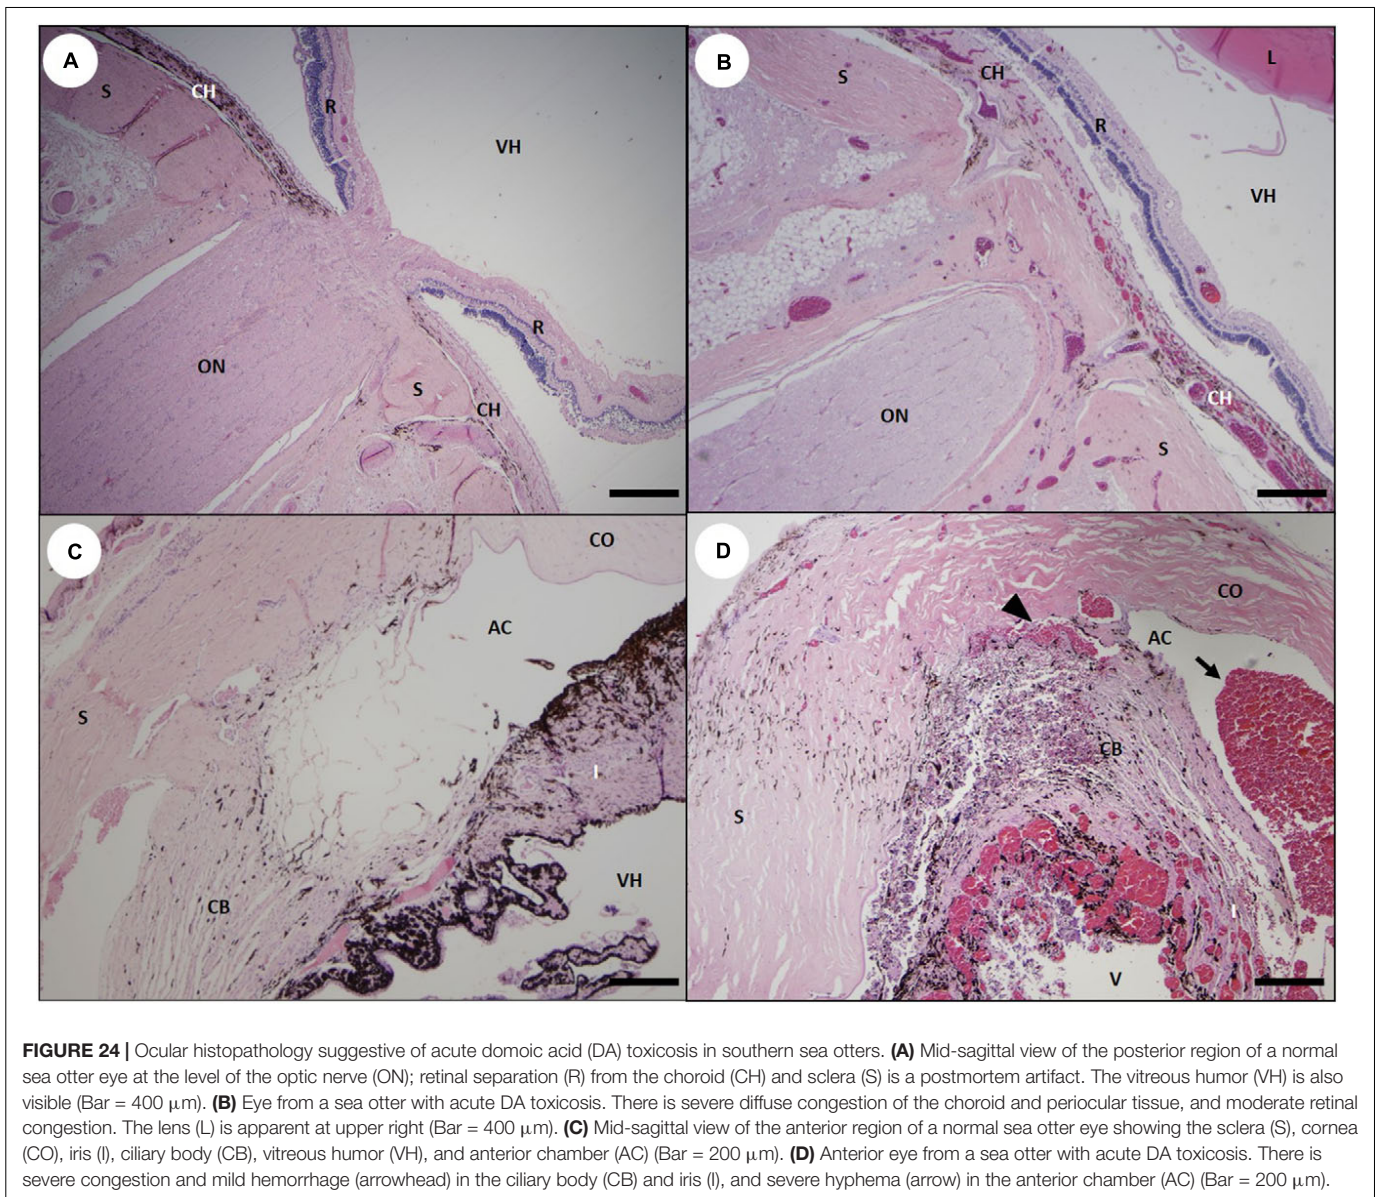 A
S
CH
R
VH
R
ON
S
CH
B
S
CH
L
R
VH
CH
ON
S
C
CO
AC
S
I
VH
CB
D
CO
AC
CB
S
I
V
FIGURE 24 | Ocular histopathology suggestive of acute domoic acid (DA) toxicosis in southern sea otters. (A) Mid-sagittal view of the posterior region of a normal
sea otter eye at the level of the optic nerve (ON); retinal separation (R) from the choroid (CH) and sclera (S) is a postmortem artifact. The vitreous humor (VH) is also
visible (Bar = 400 μm). (B) Eye from a sea otter with acute DA toxicosis. There is severe diffuse congestion of the choroid and periocular tissue, and moderate retinal
congestion. The lens (L) is apparent at upper right (Bar = 400 μm). (C) Mid-sagittal view of the anterior region of a normal sea otter eye showing the sclera (S), cornea
(CO), iris (I), ciliary body (CB), vitreous humor (VH), and anterior chamber (AC) (Bar = 200 μm). (D) Anterior eye from a sea otter with acute DA toxicosis. There is
severe congestion and mild hemorrhage (arrowhead) in the ciliary body (CB) and iris (I), and severe hyphema (arrow) in the anterior chamber (AC) (Bar = 200 μm).